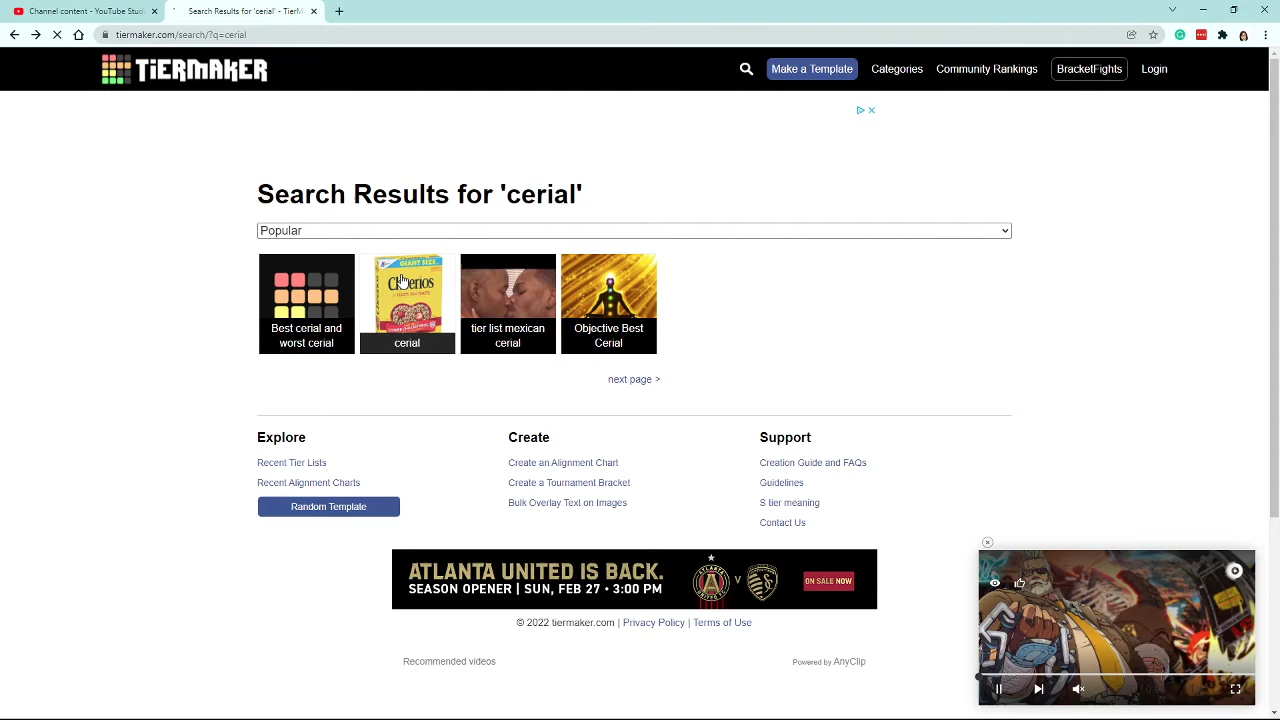 Channel content - YouTube Studi
Search Results for 'cerial' - TierM
tiermaker.com/search/?q=cerial
TiERMAKER
Make a Template
Categories
Community Rankings
BracketFights
Login
Search Results for 'cerial'
Popular
GIANT SIZE
Cheerios
Best cerial and
worst cerial
cerial
tier list mexican
cerial
Objective Best
Cerial
next page >
Explore
Create
Support
Recent Tier Lists
Create an Alignment Chart
Creation Guide and FAQs
Recent Alignment Charts
Create a Tournament Bracket
Guidelines
Random Template
Bulk Overlay Text on Images
S tier meaning
Contact Us
ATLANTA UNITED IS BACK.
SEASON OPENER | SUN, FEB 27 • 3:00 PM
V
ON SALE NOW
© 2022 tiermaker.com | Privacy Policy | Terms of Use
Recommended videos
Powered by AnyClip